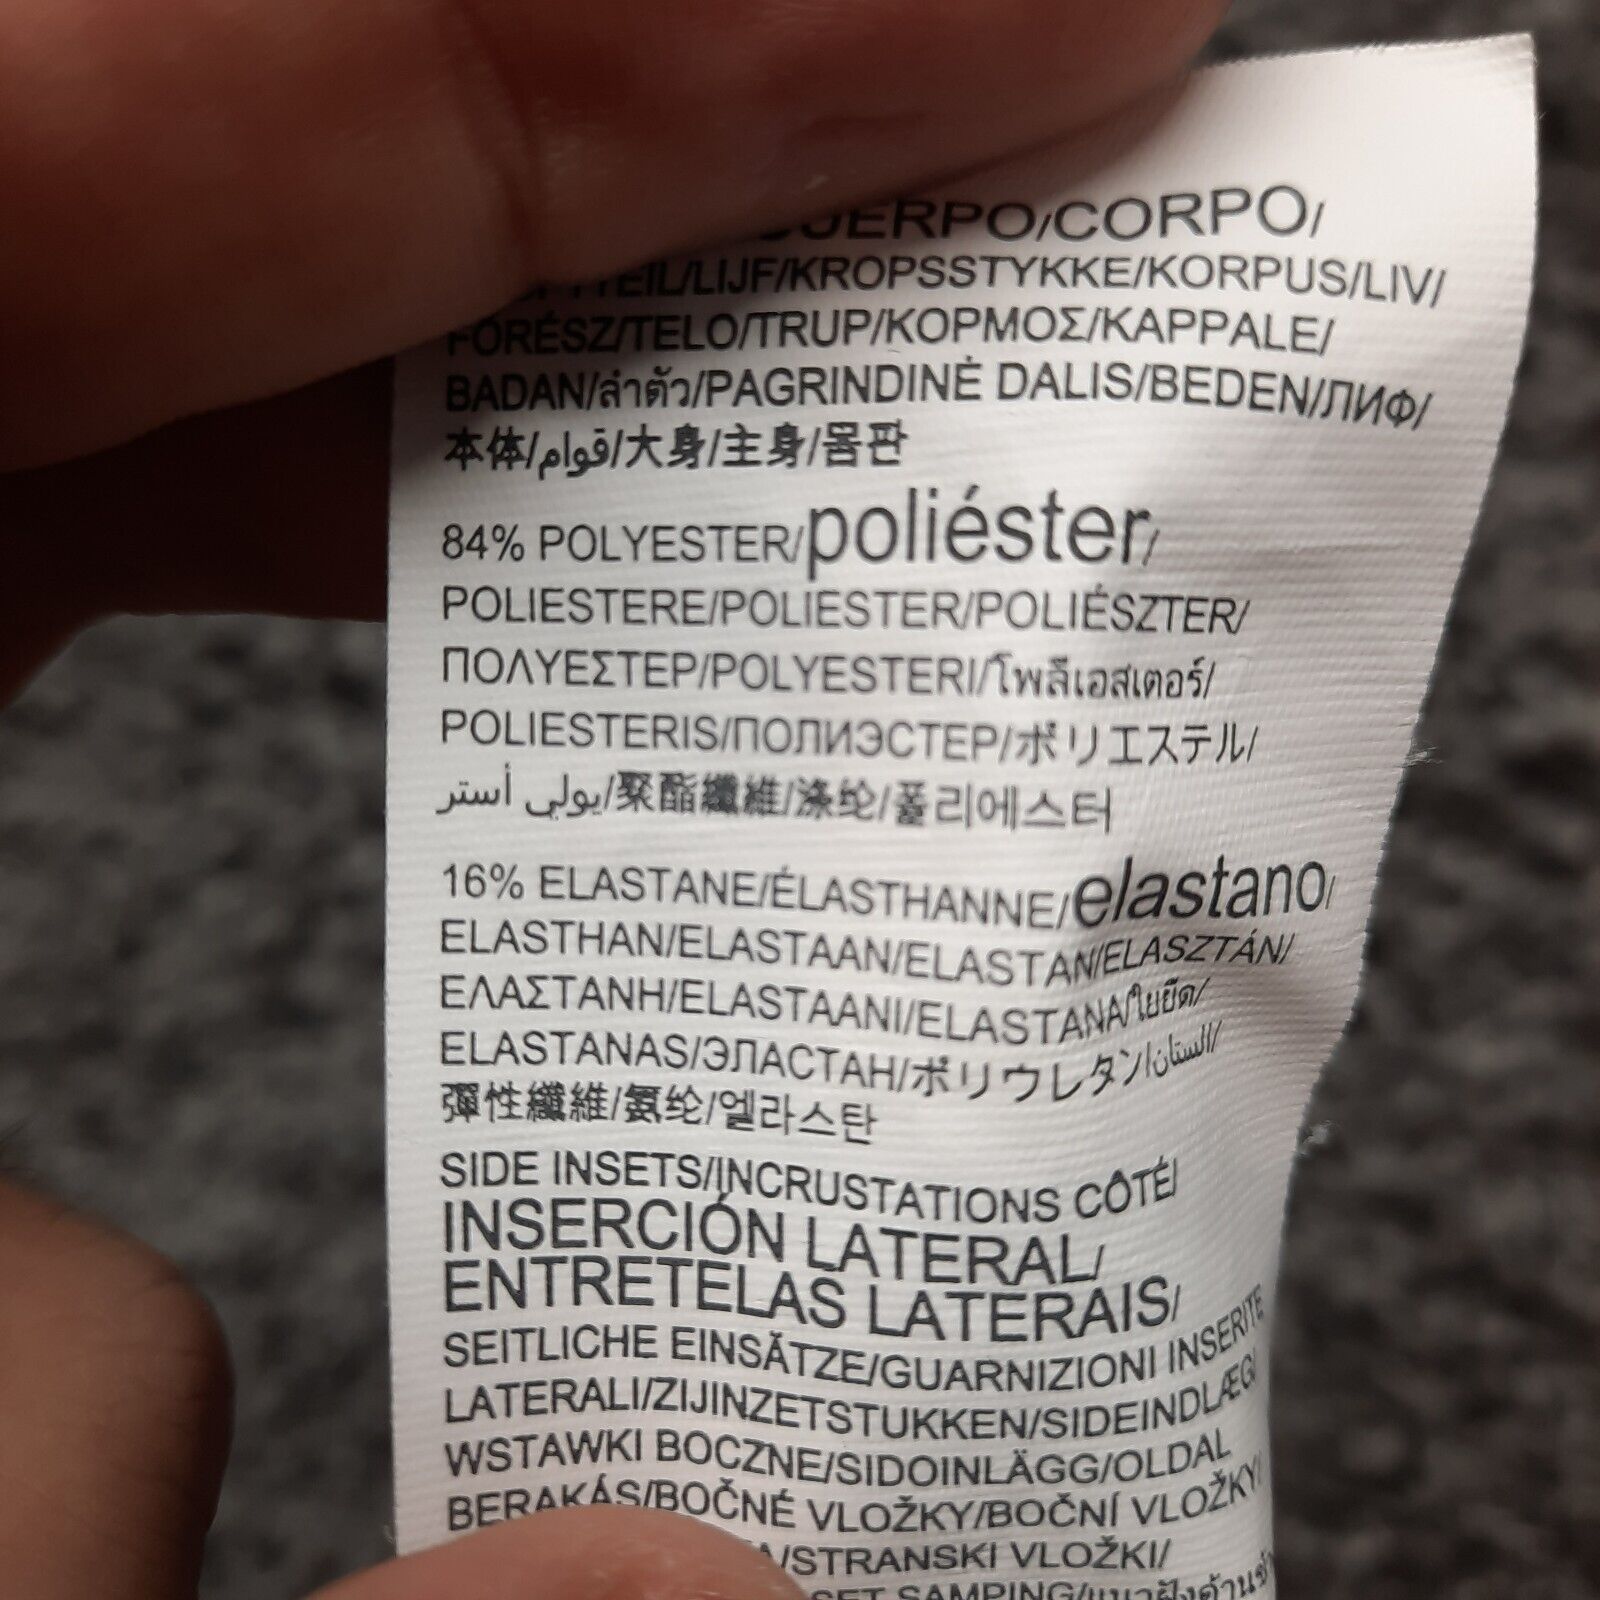 CUERPO/CORPO/
TEIL/LIJF/KROPSSTYKKE/KORPUS/LIV/
FŐRÉSZ/TELO/TRUP/ΚΟΡΜΟΣ/KAPPALE/
BADAN/ลำตัว/PAGRINDINĖ DALIS/BEDEN/ЛИФ/
本体/قوام/大身/主身/몸판
84% POLYESTER/poliéster/
POLIESTERE/POLIESTER/POLIÉSZTER/
ΠΟΛΥΕΣΤΕΡ/POLYESTERI/โพลีเอสเตอร์/
POLIESTERIS/ПОЛИЭСТЕР/ポリエステル/
بولي أستر/聚酯纖維/涤纶/폴리에스터
16% ELASTANE/ÉLASTHANNE/elastano/
ELASTHAN/ELASTAAN/ELASTAN/ELASZTÁN/
ΕΛΑΣΤΑΝΗ/ELASTAANI/ELASTANA/ใยยืด/
ELASTANAS/ЭЛАСТАН/ポリウレタン/الستان/
彈性纖維/氨纶/엘라스탄
SIDE INSETS/INCRUSTATIONS CÔTÉ/
INSERCIÓN LATERAL/
ENTRETELAS LATERAIS/
SEITLICHE EINSÄTZE/GUARNIZIONI INSERITE
LATERALI/ZIJINZETSTUKKEN/SIDEINDLÆG/
WSTAWKI BOCZNE/SIDOINLÄGG/OLDAL
BERAKÁS/BOČNÉ VLOŽKY/BOČNÍ VLOŽKY/
/STRANSKI VLOŽKI/
SET SAMPING/